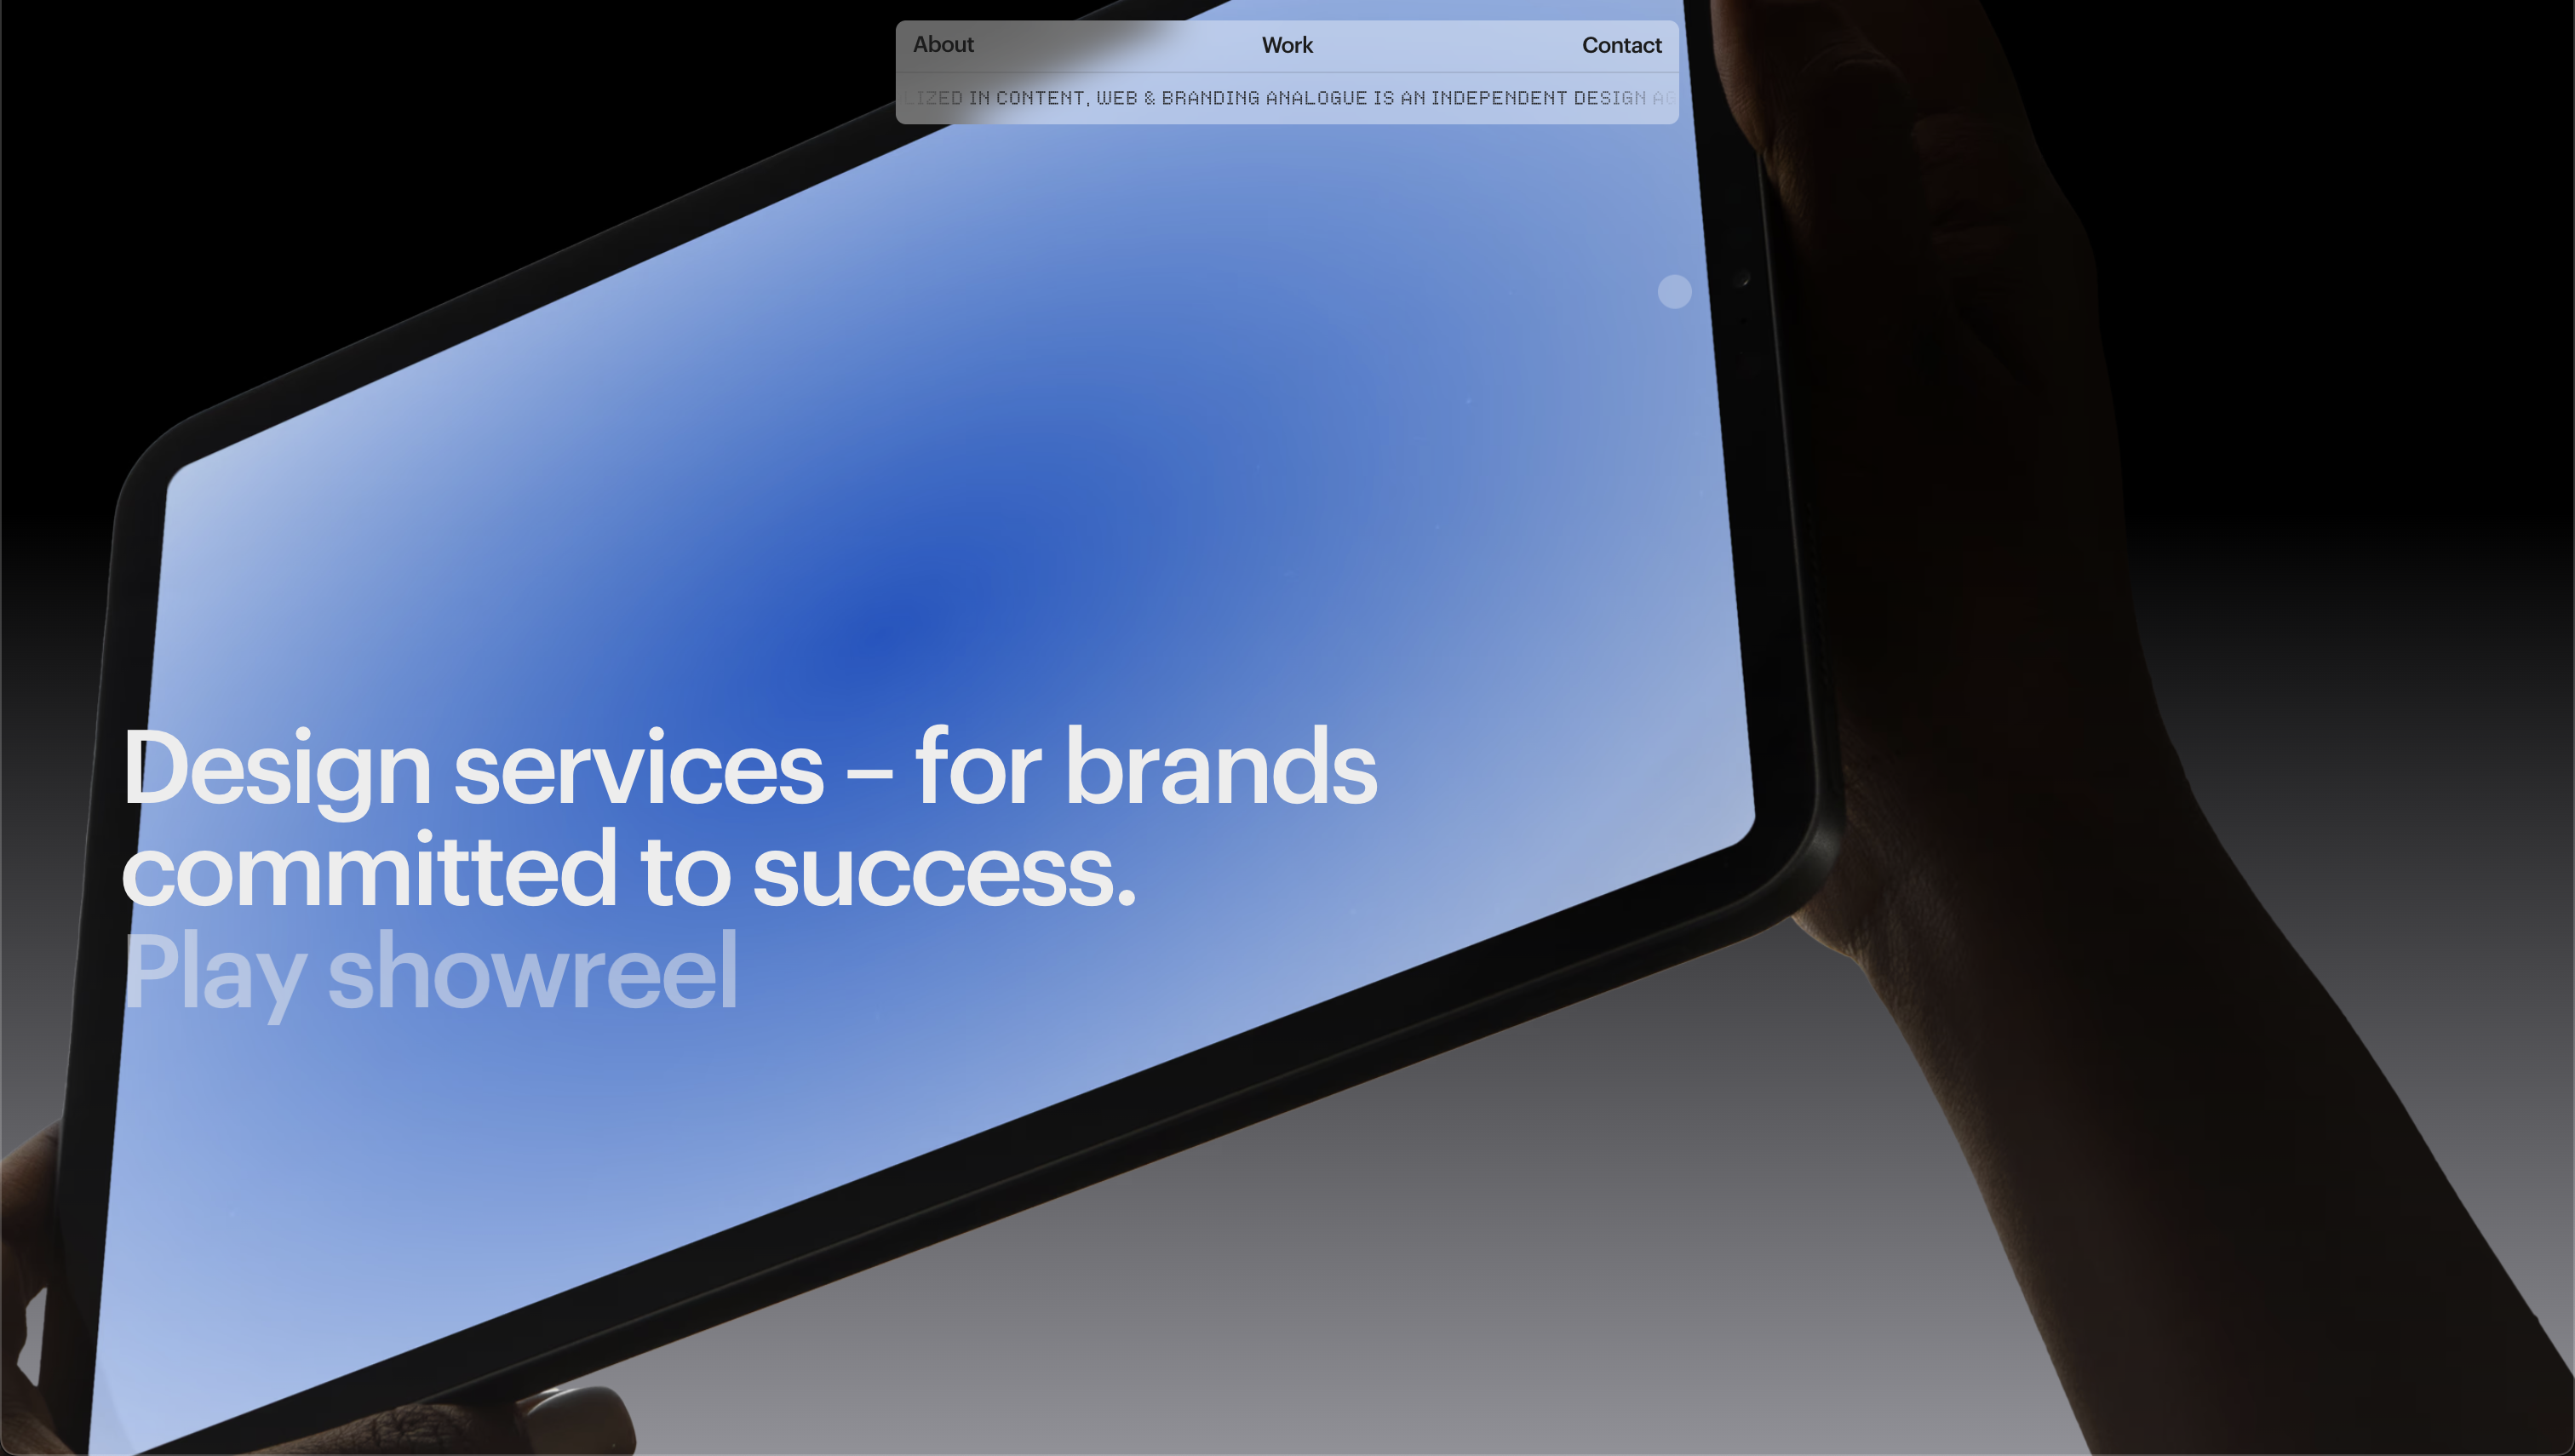 About
Work
Contact
LIZED IN CONTENT, WEB & BRANDING ANALOGUE IS AN INDEPENDENT DESIGN AG
Design services – for brands
committed to success.
Play showreel